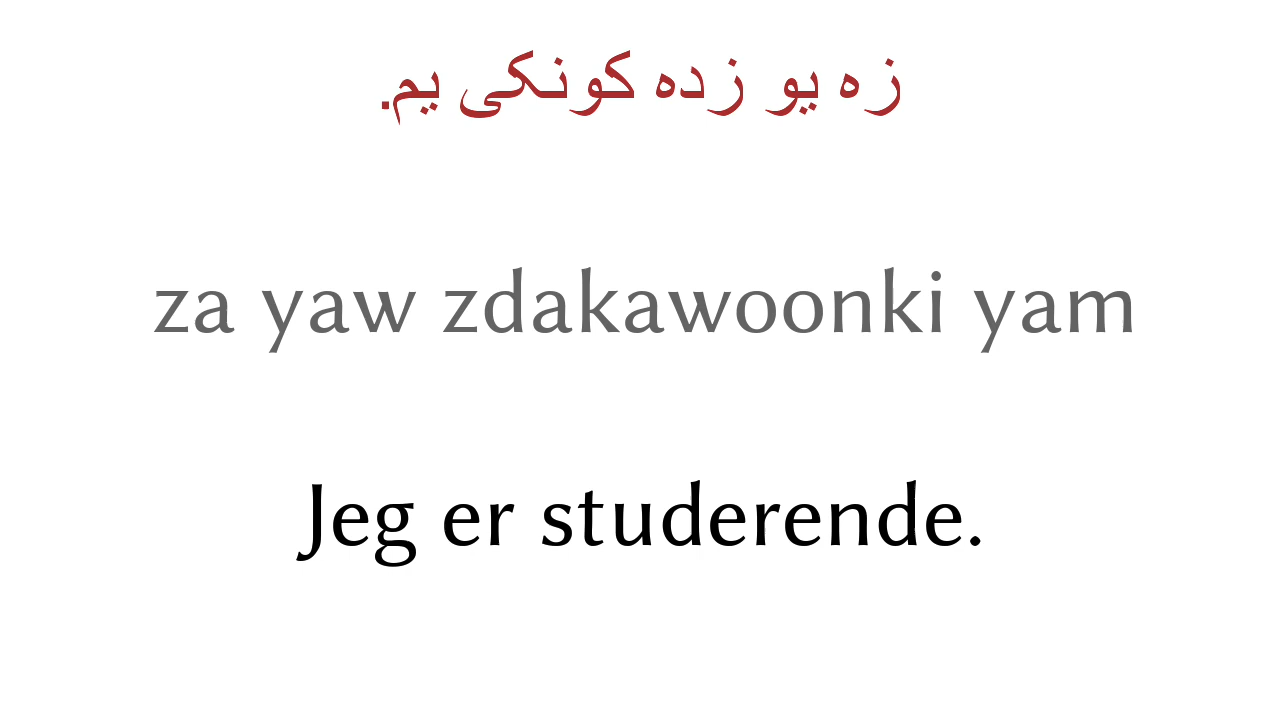 زه یو زده کونکی یم.
za yaw zdakawoonki yam
Jeg er studerende.